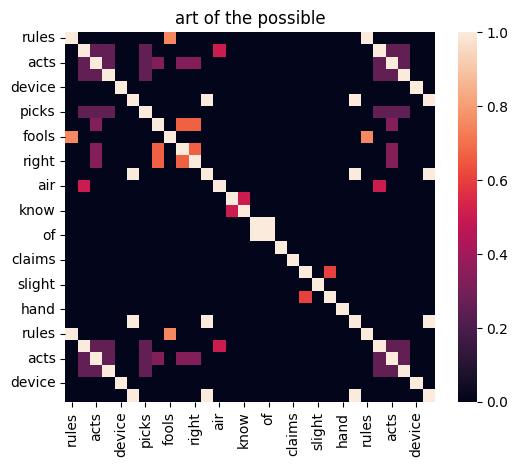 art of the possible
rules
acts
device
picks
fools
right
air
know
of
claims
slight
hand
rules
acts
device
rules
acts
device
picks
fools
right
air
know
of
claims
slight
hand
rules
acts
device
1.0
0.8
0.6
0.4
0.2
0.0